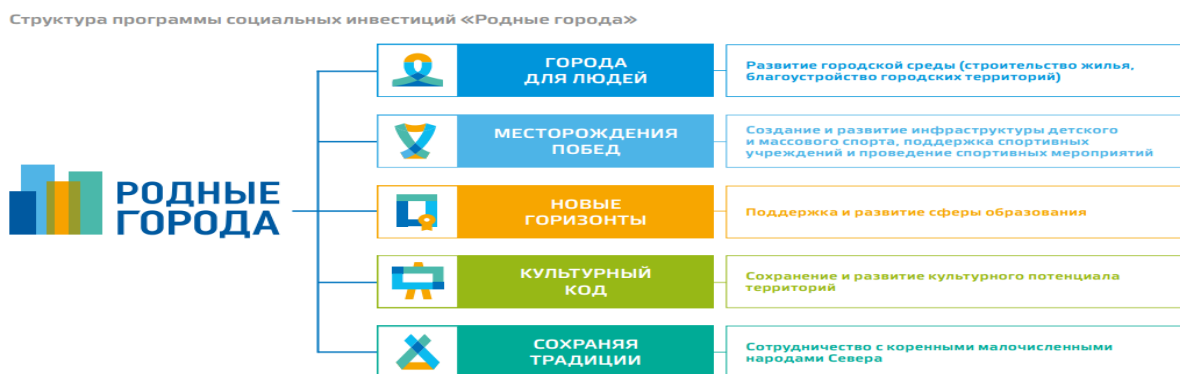 Структура программы социальных инвестиций «Родные города»
РОДНЫЕ
ГОРОДА
ГОРОДА
ДЛЯ ЛЮДЕЙ
Развитие городской среды (строительство жилья,
благоустройство городских территорий)
МЕСТОРОЖДЕНИЯ
ПОБЕД
Создание и развитие инфраструктуры детского
и массового спорта, поддержка спортивных
учреждений и проведение спортивных мероприятий
НОВЫЕ
ГОРИЗОНТЫ
Поддержка и развитие сферы образования
КУЛЬТУРНЫЙ
КОД
Сохранение и развитие культурного потенциала
территорий
СОХРАНЯЯ
ТРАДИЦИИ
Сотрудничество с коренными малочисленными
народами Севера